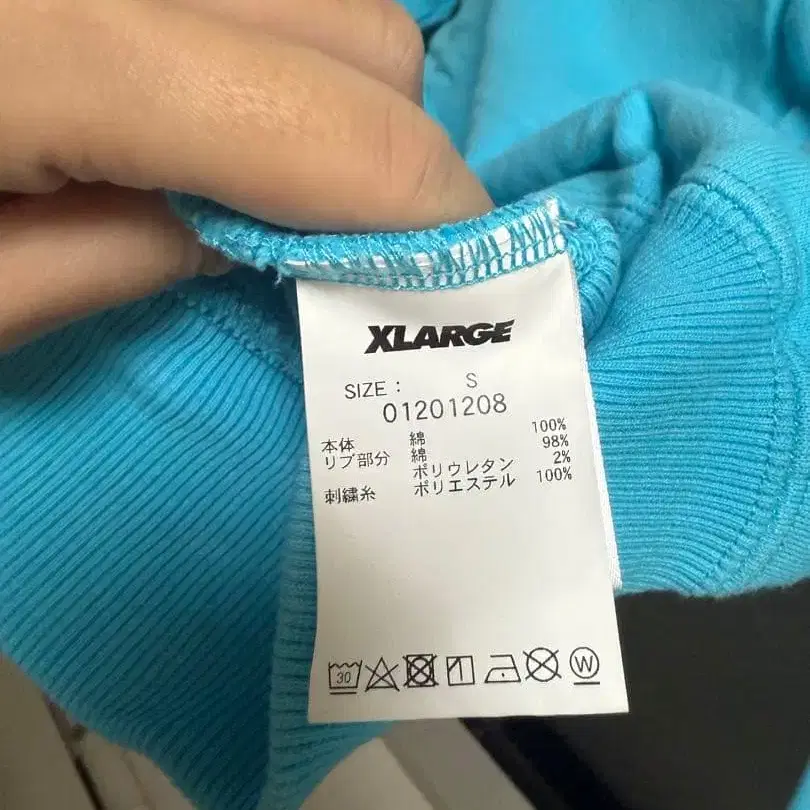 XLARGE
SIZE : S
01201208
本体 綿 100%
リブ部分 綿 98%
ポリウレタン 2%
刺繍糸 ポリエステル 100%
30 W